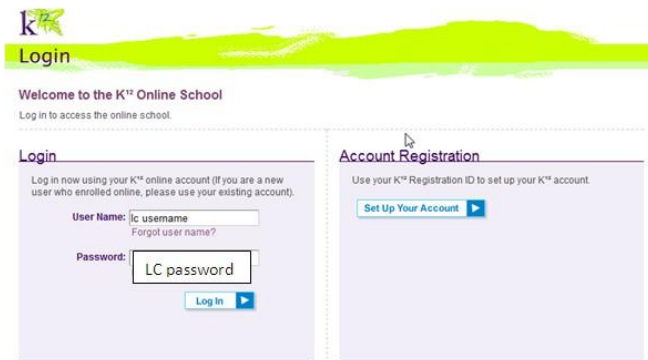 k12
Login
Welcome to the K¹² Online School
Log in to access the online school.
Login
Log in now using your K¹² online account (If you are a new
user who enrolled online, please use your existing account).
User Name: lc username
Forgot user name?
Password: LC password
Log In
Account Registration
Use your K¹² Registration ID to set up your K¹² account.
Set Up Your Account